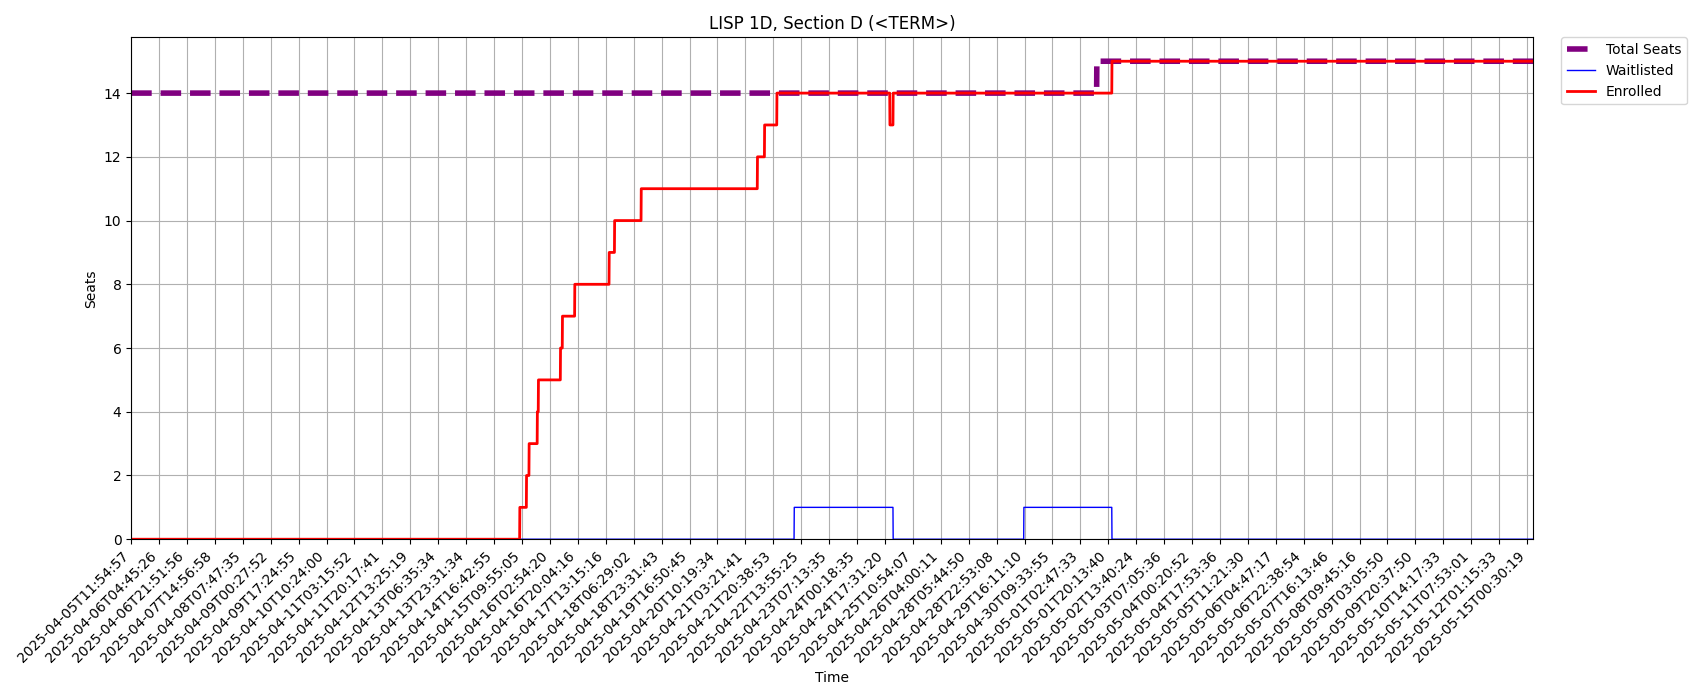 LISP 1D, Section D (<TERM>)
Total Seats
Waitlisted
Enrolled
Seats
14
12
10
8
6
4
2
0
2025-04-05T11:54:57
2025-04-06T04:45:26
2025-04-06T21:51:56
2025-04-07T14:56:58
2025-04-08T07:47:35
2025-04-09T00:27:52
2025-04-09T17:24:55
2025-04-10T10:24:00
2025-04-11T03:15:52
2025-04-11T20:17:41
2025-04-12T13:25:19
2025-04-13T06:35:34
2025-04-13T23:31:34
2025-04-14T16:42:55
2025-04-15T09:55:05
2025-04-16T02:54:20
2025-04-16T20:04:16
2025-04-17T13:15:16
2025-04-18T06:29:02
2025-04-18T23:31:43
2025-04-19T16:50:45
2025-04-20T10:19:34
2025-04-21T03:21:41
2025-04-21T20:38:53
2025-04-22T13:55:25
2025-04-23T07:13:35
2025-04-24T00:18:35
2025-04-24T17:31:20
2025-04-25T10:54:07
2025-04-26T04:00:11
2025-04-28T05:44:50
2025-04-28T22:53:08
2025-04-29T16:11:10
2025-04-30T09:33:55
2025-05-01T02:47:33
2025-05-01T20:13:40
2025-05-02T13:40:24
2025-05-03T07:05:36
2025-05-04T00:20:52
2025-05-04T17:53:36
2025-05-05T11:21:30
2025-05-06T04:47:17
2025-05-06T22:38:54
2025-05-07T16:13:46
2025-05-08T09:45:16
2025-05-09T03:05:50
2025-05-09T20:37:50
2025-05-10T14:17:33
2025-05-11T07:53:01
2025-05-12T01:15:33
2025-05-15T00:30:19
Time